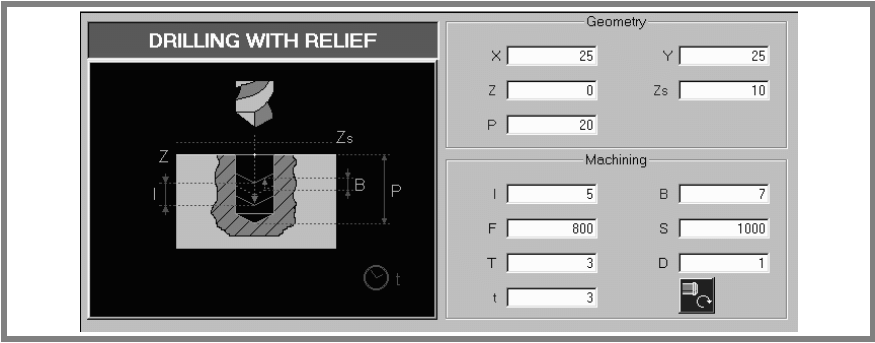 DRILLING WITH RELIEF
Z
Zs
I
B
P
t
Geometry
X 25 Y 25
Z 0 Zs 10
P 20
Machining
I 5 B 7
F 800 S 1000
T 3 D 1
t 3